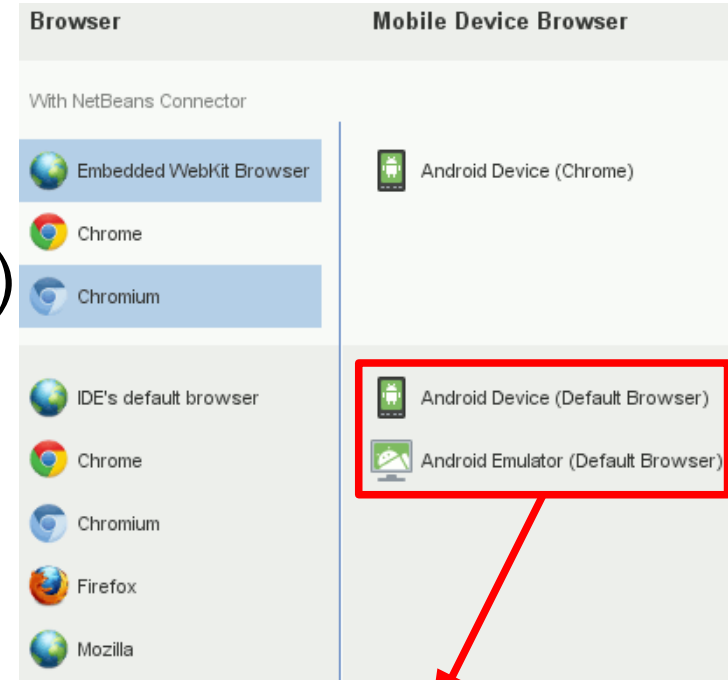 Browser
Mobile Device Browser
With NetBeans Connector
Embedded WebKit Browser
Android Device (Chrome)
Chrome
)
Chromium
IDE's default browser
Android Device (Default Browser)
Chrome
Android Emulator (Default Browser)
Chromium
Firefox
Mozilla